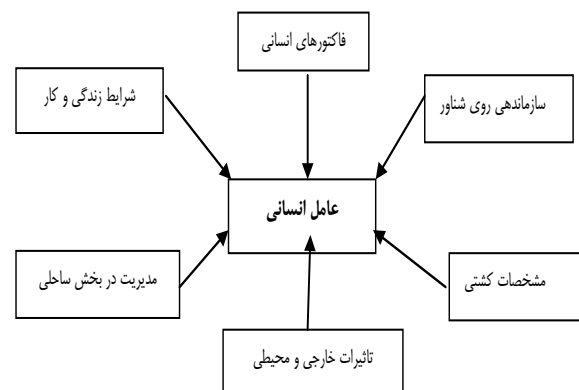 فاکتورهای انسانی
سازماندهی روی شناور
شرایط زندگی و کار
عامل انسانی
مشخصات کشتی
مدیریت در بخش ساحلی
تاثیرات خارجی و محیطی